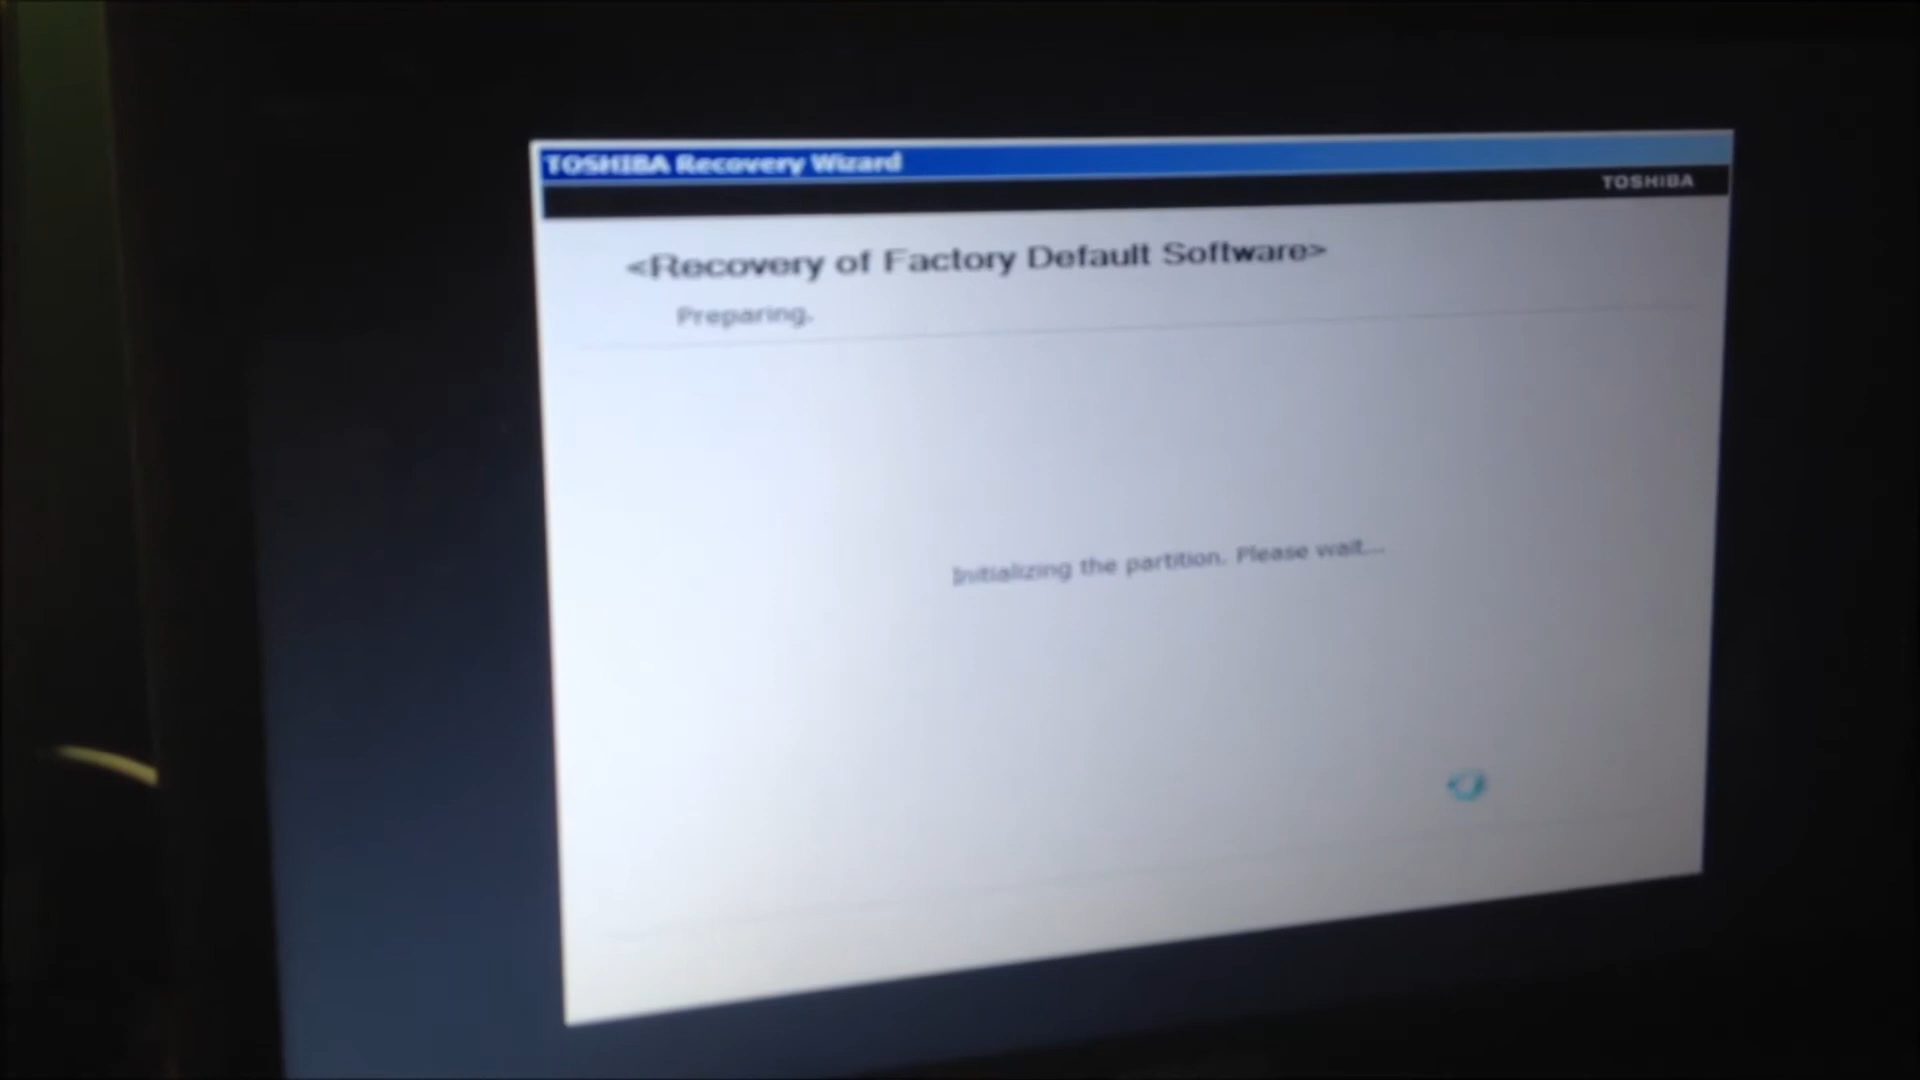 TOSHIBA Recovery Wizard
TOSHIBA
<Recovery of Factory Default Software>
Preparing.
Initializing the partition. Please wait...